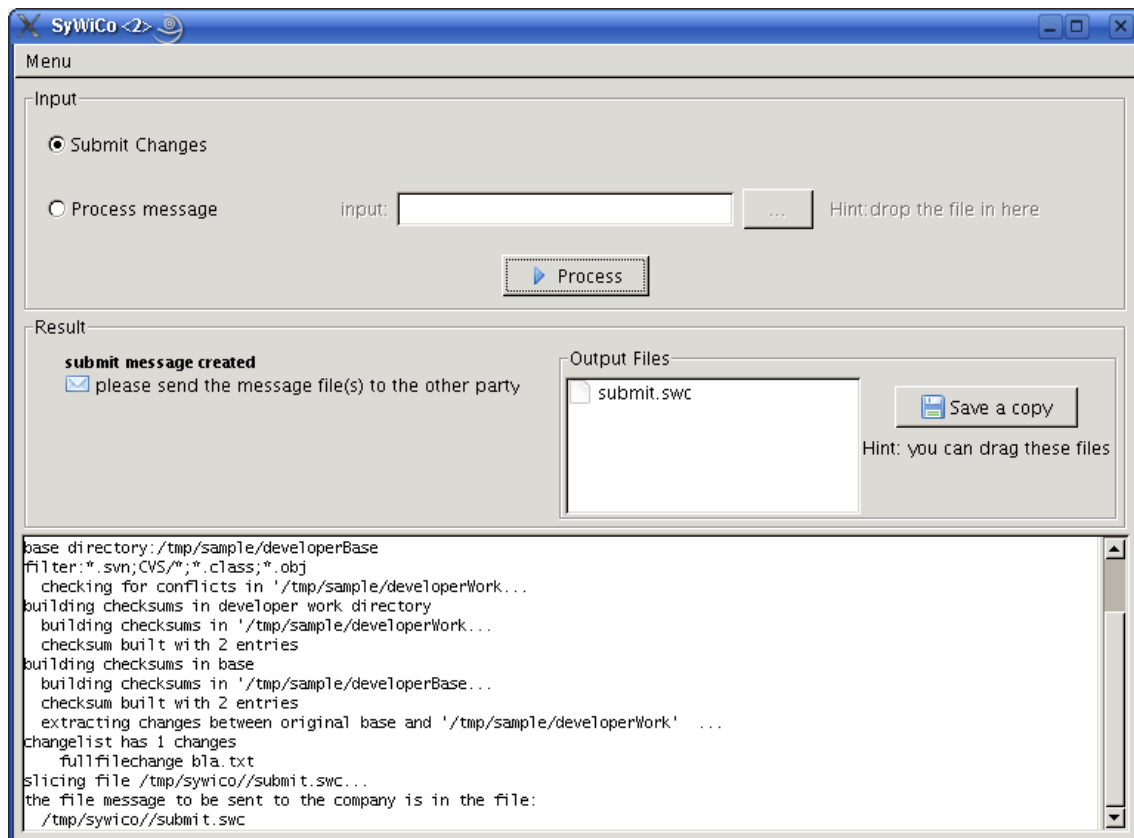 SyWiCo <2>
Menu
Input
Submit Changes
Process message input: ... Hint:drop the file in here
Process
Result
submit message created
please send the message file(s) to the other party
Output Files
submit.swc
Save a copy
Hint: you can drag these files
base directory:/tmp/sample/developerBase
filter:*.svn;CVS/*;*.class;*.obj
checking for conflicts in '/tmp/sample/developerWork...
building checksums in developer work directory
building checksums in '/tmp/sample/developerWork...
checksum built with 2 entries
building checksums in base
building checksums in '/tmp/sample/developerBase...
checksum built with 2 entries
extracting changes between original base and '/tmp/sample/developerWork' ...
changelist has 1 changes
fullfilechange bla.txt
slicing file /tmp/sywico//submit.swc...
the file message to be sent to the company is in the file:
/tmp/sywico//submit.swc